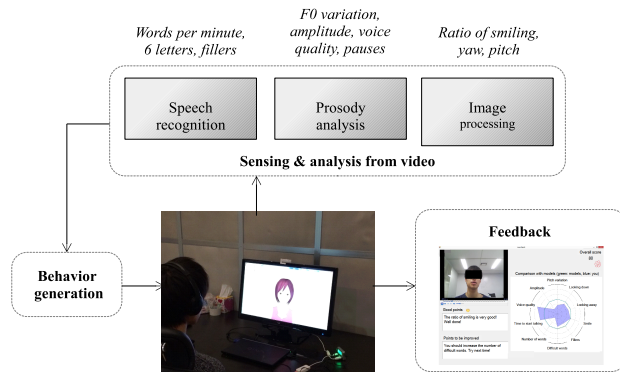 Words per minute,
6 letters, fillers
F0 variation,
amplitude, voice
quality, pauses
Ratio of smiling,
yaw, pitch
Speech
recognition
Prosody
analysis
Image
processing
Sensing & analysis from video
Behavior
generation
Feedback
Overall score
Comparison with models (green: models, blue: you)
Pitch variation
Amplitude
Looking down
Voice quality
Looking away
Time to start talking
Smile
Number of words
Fillers
Difficult words
Good points
The ratio of smiling is very good!
Well done!
Points to be improved
You should increase the number of
difficult words. Try next time!